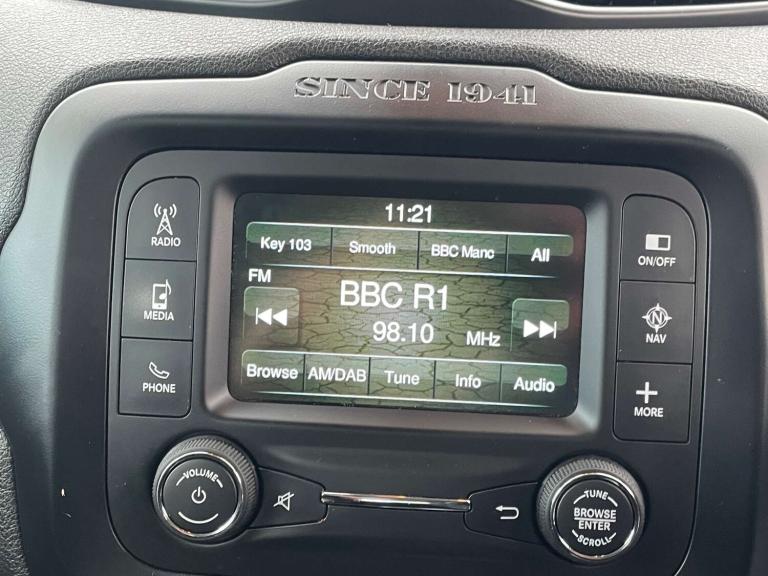 SINCE 1941
11:21
Key 103 Smooth BBC Manc All
FM
BBC R1
98.10 MHz
Browse AM/DAB Tune Info Audio
RADIO
MEDIA
PHONE
ON/OFF
N
NAV
MORE
VOLUME
TUNE
BROWSE
ENTER
SCROLL